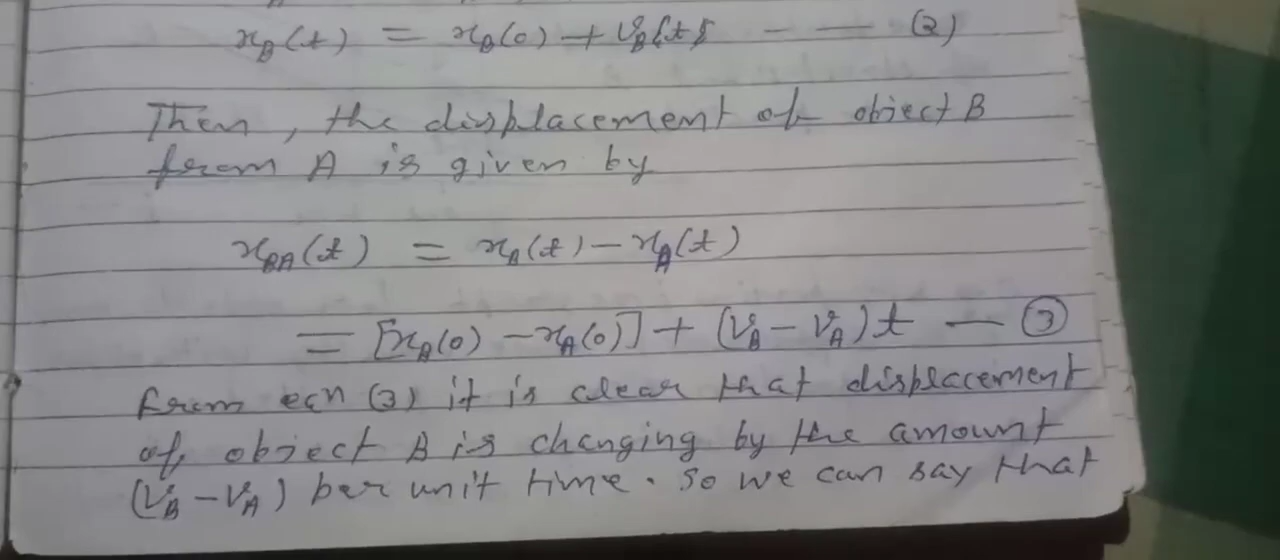 x_B(t) = x_B(0) + v_B(t) - — (2)
Then, the displacement of object B
from A is given by
x_BA(t) = x_B(t) - x_A(t)
= [x_B(0) - x_A(0)] + (v_B - v_A)t — (3)
from eqn (3) it is clear that displacement
of object B is changing by the amount
(v_B - v_A) per unit time. So we can say that